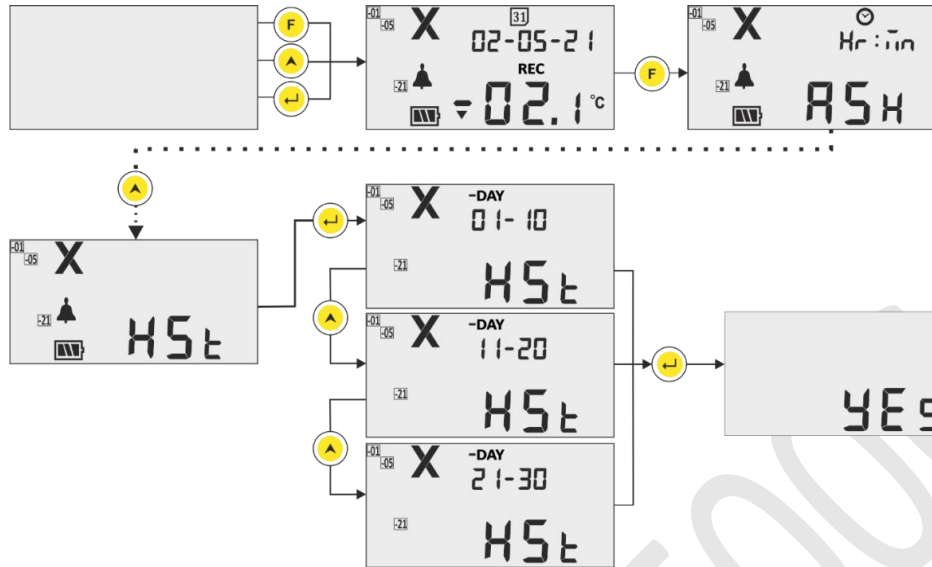 F
-01
-05
X
31
02-05-21
REC
-21
-02.1°C
F
-01
-05
X
Hr:mn
-21
ASH
-01
-05
X
-21
HSt
-01
-05
X
-DAY
01-10
-21
HSt
-01
-05
X
-DAY
11-20
-21
HSt
-01
-05
X
-DAY
21-30
-21
HSt
YES